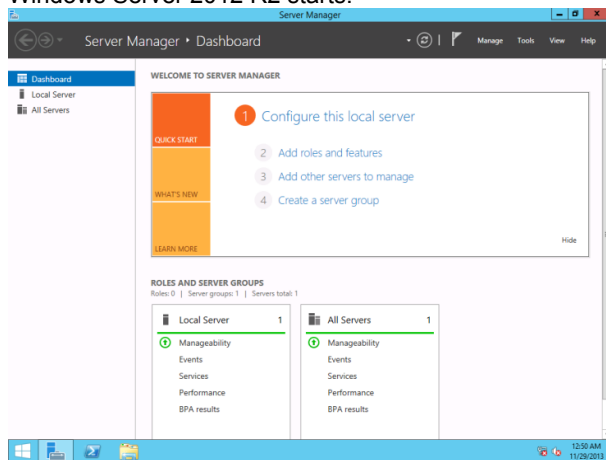 Windows Server 2012 R2 starts.
Server Manager
Server Manager ‣ Dashboard
Manage Tools View Help
Dashboard
Local Server
All Servers
WELCOME TO SERVER MANAGER
QUICK START
WHAT'S NEW
LEARN MORE
1 Configure this local server
2 Add roles and features
3 Add other servers to manage
4 Create a server group
Hide
ROLES AND SERVER GROUPS
Roles: 0 | Server groups: 1 | Servers total: 1
Local Server 1
Manageability
Events
Services
Performance
BPA results
All Servers 1
Manageability
Events
Services
Performance
BPA results
12:50 AM
11/29/2013